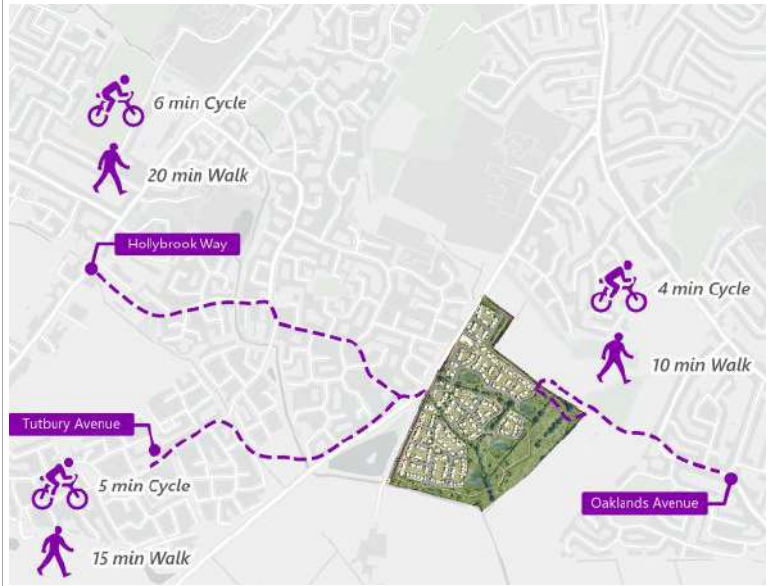 6 min Cycle
20 min Walk
Hollybrook Way
4 min Cycle
10 min Walk
Tutbury Avenue
5 min Cycle
Oaklands Avenue
15 min Walk